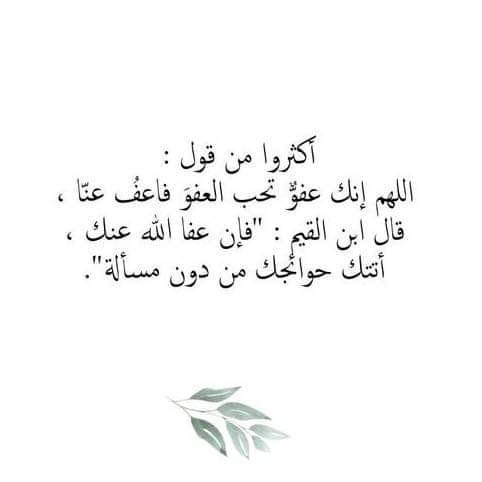 أكثروا من قول :
اللهم إنك عفوٌّ تحب العفوَ فاعفُ عنّا ،
قال ابن القيم : "فإن عفا الله عنك ،
أتتك حوائجك من دون مسألة".